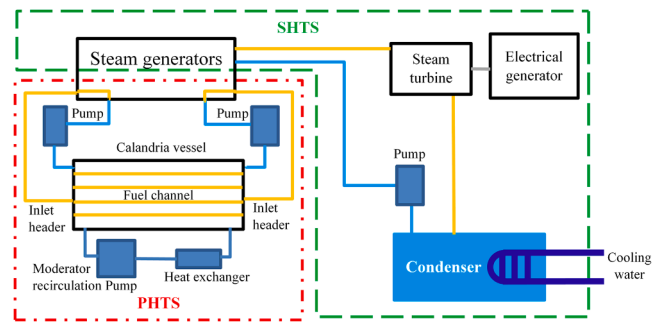 SHTS
Steam generators
Steam
turbine
Electrical
generator
Pump
Pump
Calandria vessel
Pump
Fuel channel
Inlet
header
Inlet
header
Moderator
recirculation Pump
Heat exchanger
PHTS
Condenser
Cooling
water